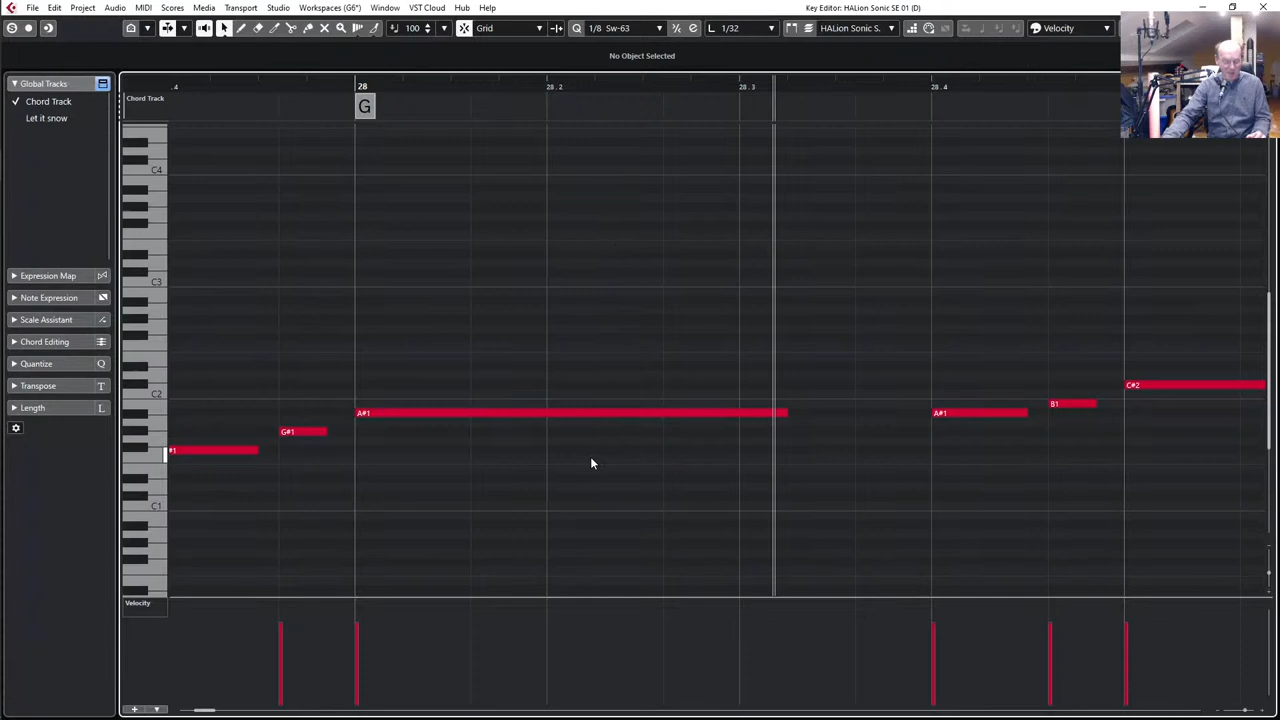 File Edit Project Audio MIDI Scores Media Transport Studio Workspaces (G6*) Window VST Cloud Hub Help
Key Editor: HALion Sonic SE 01 (D)
100 Grid 1/8 Sw-63 L 1/32 HALion Sonic S. Velocity
No Object Selected
Global Tracks
Chord Track
Let it snow
Expression Map
Note Expression
Scale Assistant
Chord Editing
Quantize Q
Transpose T
Length L
.4 28 28.2 28.3 28.4
Chord Track
G
C4
C3
C2
C1
C#2
B1
A#1 A#1
G#1
#1
Velocity